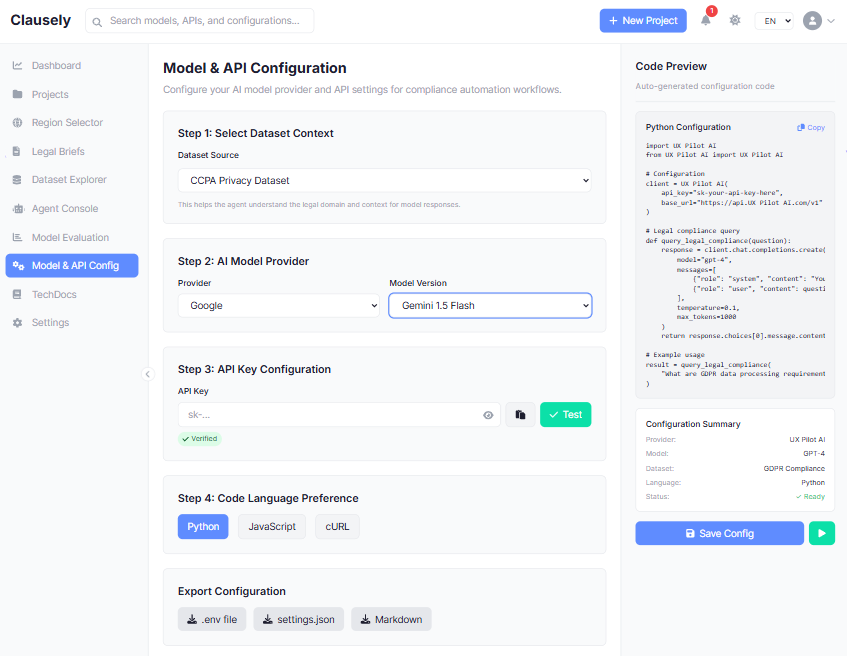 Clausely
Search models, APIs, and configurations...
+ New Project
1
EN
Dashboard
Projects
Region Selector
Legal Briefs
Dataset Explorer
Agent Console
Model Evaluation
Model & API Config
TechDocs
Settings
Model & API Configuration
Configure your AI model provider and API settings for compliance automation workflows.
Step 1: Select Dataset Context
Dataset Source
CCPA Privacy Dataset
This helps the agent understand the legal domain and context for model responses.
Step 2: AI Model Provider
Provider
Model Version
Google
Gemini 1.5 Flash
Step 3: API Key Configuration
API Key
sk-...
Test
Verified
Step 4: Code Language Preference
Python
JavaScript
cURL
Export Configuration
.env file
settings.json
Markdown
Code Preview
Auto-generated configuration code
Python Configuration
Copy
import UX Pilot AI
from UX Pilot AI import UX Pilot AI
# Configuration
client = UX Pilot AI(
api_key="sk-your-api-key-here",
base_url="https://api.UX Pilot AI.com/v1"
)
# Legal compliance query
def query_legal_compliance(question):
response = client.chat.completions.create(
model="gpt-4",
messages=[
{"role": "system", "content": "You
{"role": "user", "content": questi
],
temperature=0.1,
max_tokens=1000
)
return response.choices[0].message.content
# Example usage
result = query_legal_compliance(
"What are GDPR data processing requirement
)
Configuration Summary
Provider: UX Pilot AI
Model: GPT-4
Dataset: GDPR Compliance
Language: Python
Status: Ready
Save Config